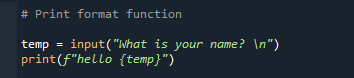 # Print format function
temp = input("What is your name? \n")
print(f"hello {temp}")